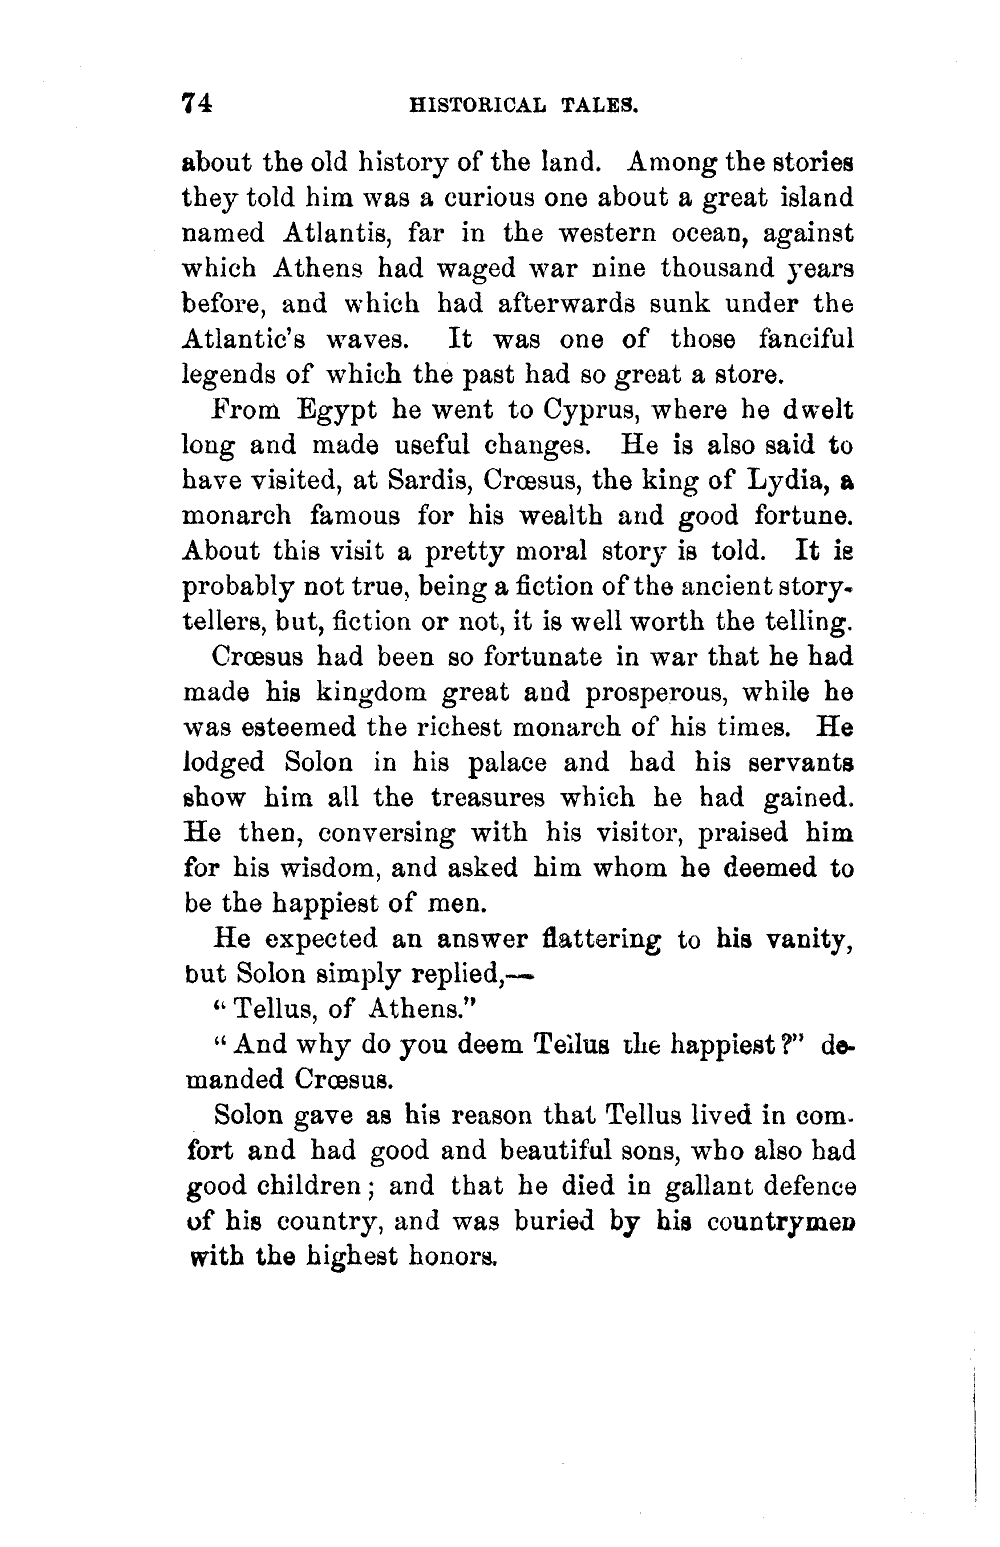 74 HISTORICAL TALES.
about the old history of the land. Among the stories
they told him was a curious one about a great island
named Atlantis, far in the western ocean, against
which Athens had waged war nine thousand years
before, and which had afterwards sunk under the
Atlantic's waves. It was one of those fanciful
legends of which the past had so great a store.
From Egypt he went to Cyprus, where he dwelt
long and made useful changes. He is also said to
have visited, at Sardis, Crœsus, the king of Lydia, a
monarch famous for his wealth and good fortune.
About this visit a pretty moral story is told. It is
probably not true, being a fiction of the ancient story-
tellers, but, fiction or not, it is well worth the telling.
Crœsus had been so fortunate in war that he had
made his kingdom great and prosperous, while he
was esteemed the richest monarch of his times. He
lodged Solon in his palace and had his servants
show him all the treasures which he had gained.
He then, conversing with his visitor, praised him
for his wisdom, and asked him whom he deemed to
be the happiest of men.
He expected an answer flattering to his vanity,
but Solon simply replied,—
“Tellus, of Athens.”
“And why do you deem Tellus the happiest?” de-
manded Crœsus.
Solon gave as his reason that Tellus lived in com-
fort and had good and beautiful sons, who also had
good children; and that he died in gallant defence
of his country, and was buried by his countrymen
with the highest honors.